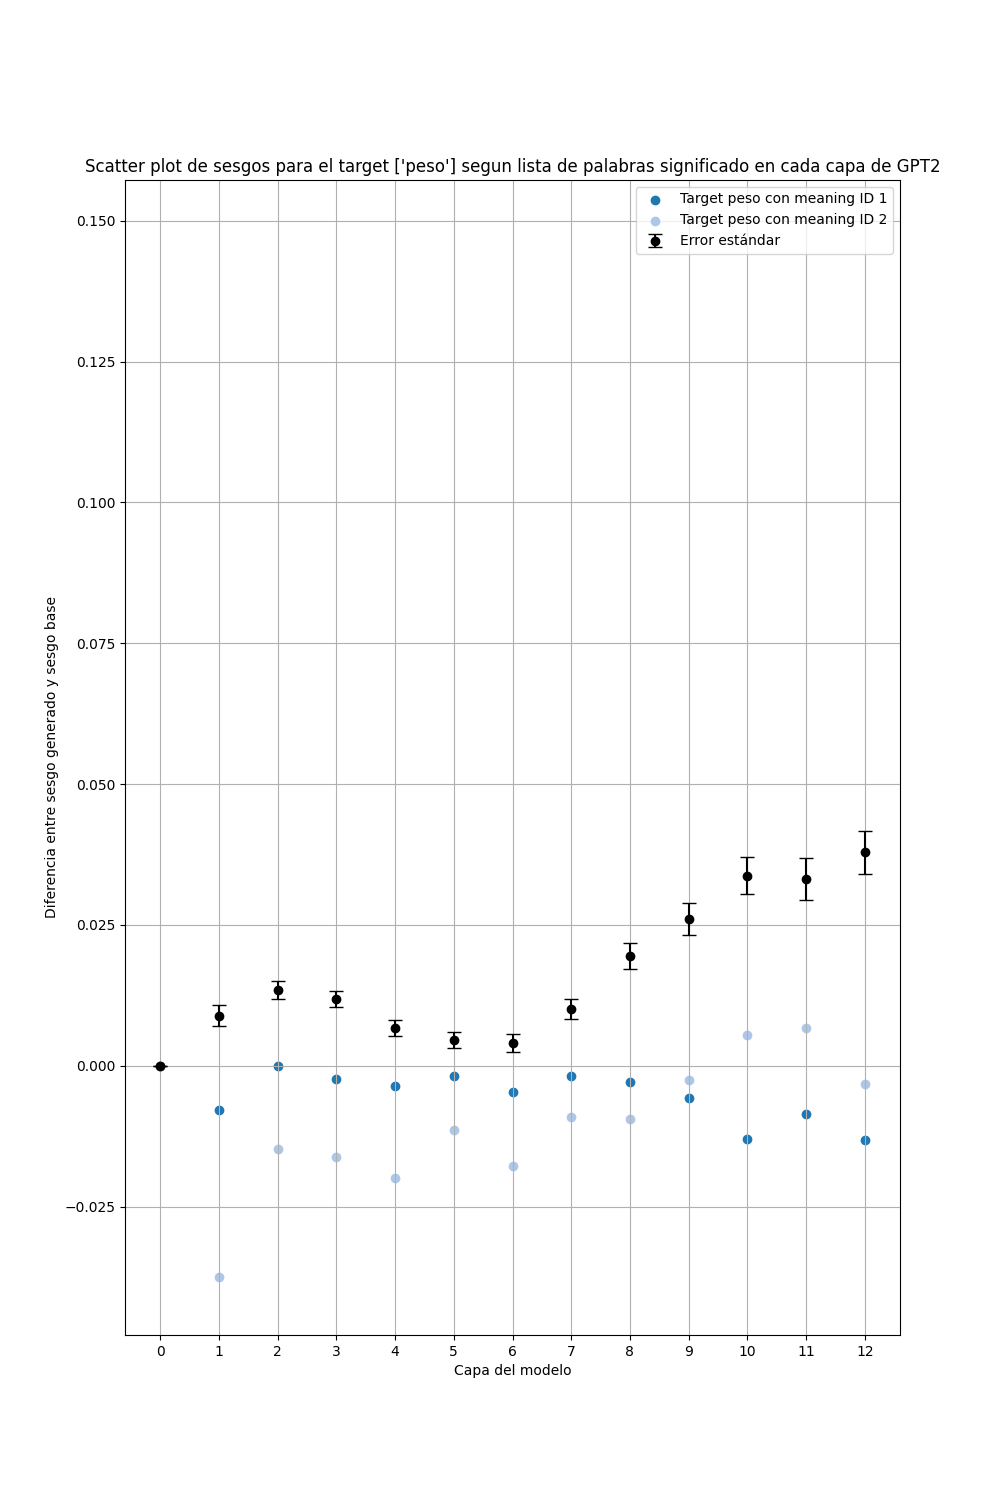 Scatter plot de sesgos para el target ['peso'] segun lista de palabras significado en cada capa de GPT2
Target peso con meaning ID 1
Target peso con meaning ID 2
Error estándar
0.150
0.125
0.100
0.075
0.050
0.025
0.000
−0.025
Diferencia entre sesgo generado y sesgo base
0 1 2 3 4 5 6 7 8 9 10 11 12
Capa del modelo